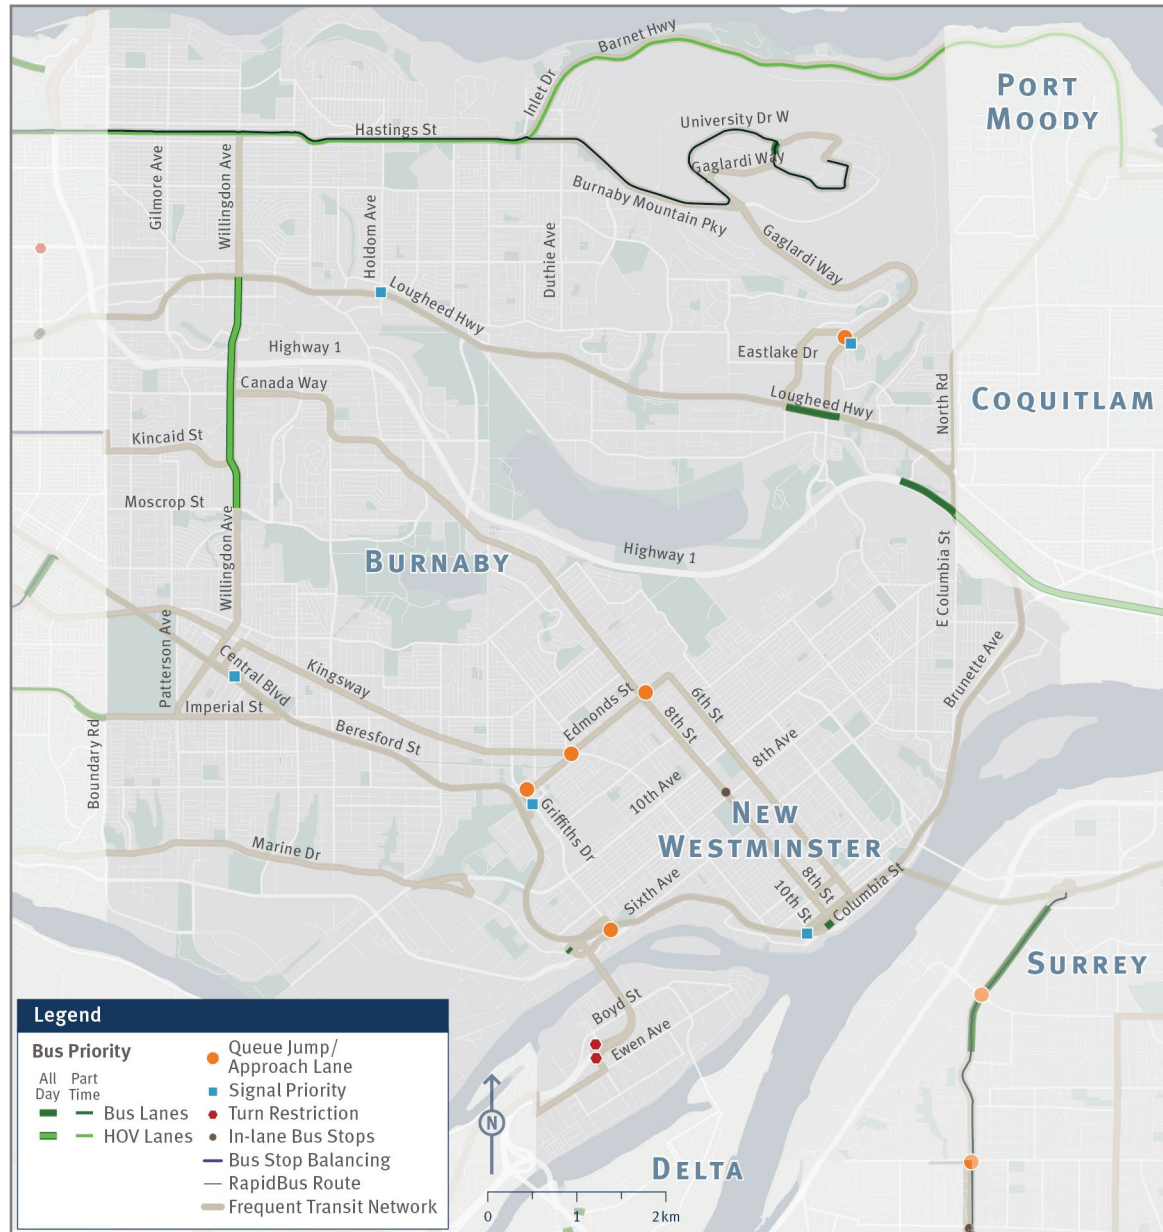 Barnet Hwy
Inlet Dr
PORT
MOODY
University Dr W
Hastings St
Gaglardi Way
Gilmore Ave
Willingdon Ave
Burnaby Mountain Pky
Holdom Ave
Duthie Ave
Gaglardi Way
Lougheed Hwy
Highway 1
Eastlake Dr
Canada Way
Lougheed Hwy
North Rd
COQUITLAM
Kincaid St
Moscrop St
Willingdon Ave
BURNABY
Highway 1
E Columbia St
Patterson Ave
Central Blvd
Kingsway
Brunette Ave
Imperial St
Edmonds St
6th St
8th St
Boundary Rd
Beresford St
8th Ave
10th Ave
Griffiths Dr
NEW
WESTMINSTER
Marine Dr
Sixth Ave
10th St
8th St
Columbia St
SURREY
Boyd St
Ewen Ave
Legend
Bus Priority
All
Day
Part
Time
Bus Lanes
HOV Lanes
Queue Jump/
Approach Lane
Signal Priority
Turn Restriction
In-lane Bus Stops
Bus Stop Balancing
RapidBus Route
Frequent Transit Network
N
DELTA
0 1 2km